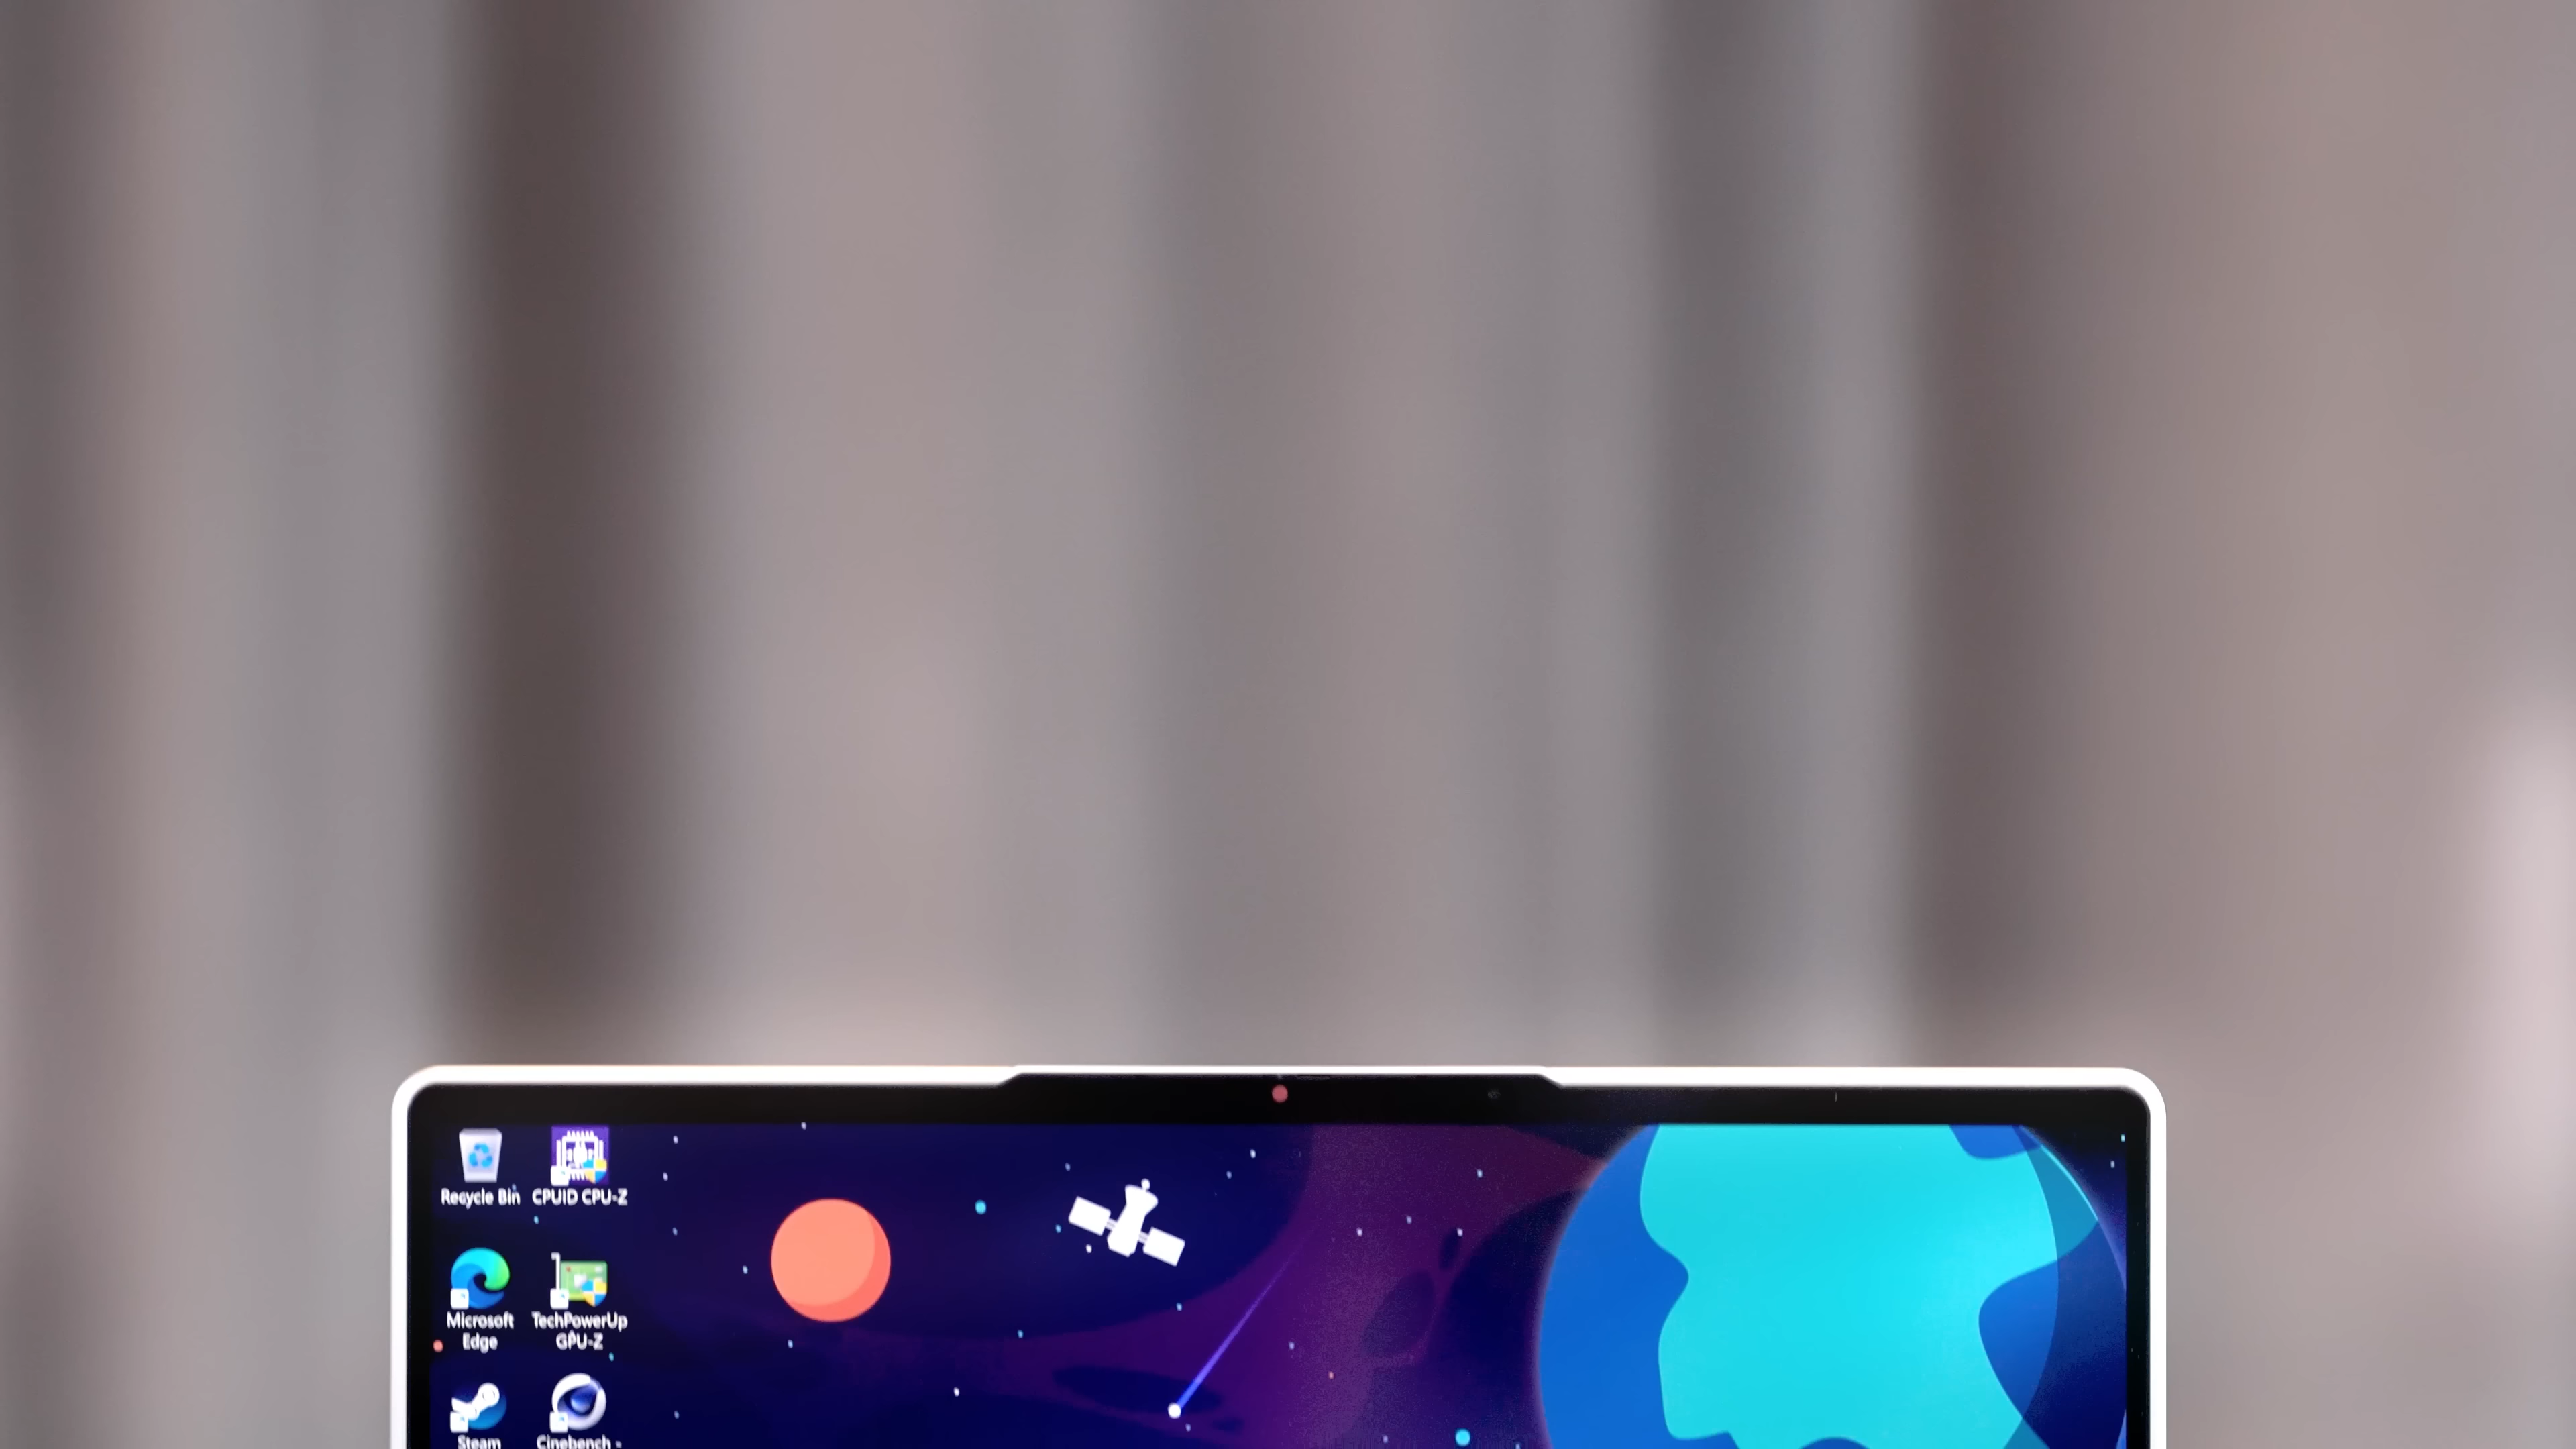 Recycle Bin
CPUID CPU-Z
Microsoft
Edge
TechPowerUp
GPU-Z
Steam
Cinebench -